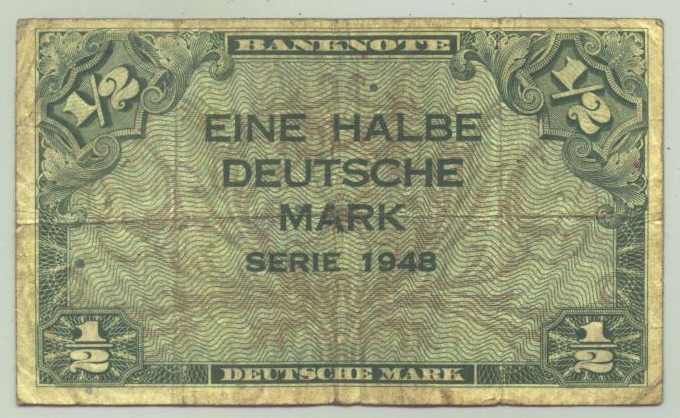 BANKNOTE
1/2
1/2
EINE HALBE
DEUTSCHE
MARK
SERIE 1948
1/2
1/2
DEUTSCHE MARK